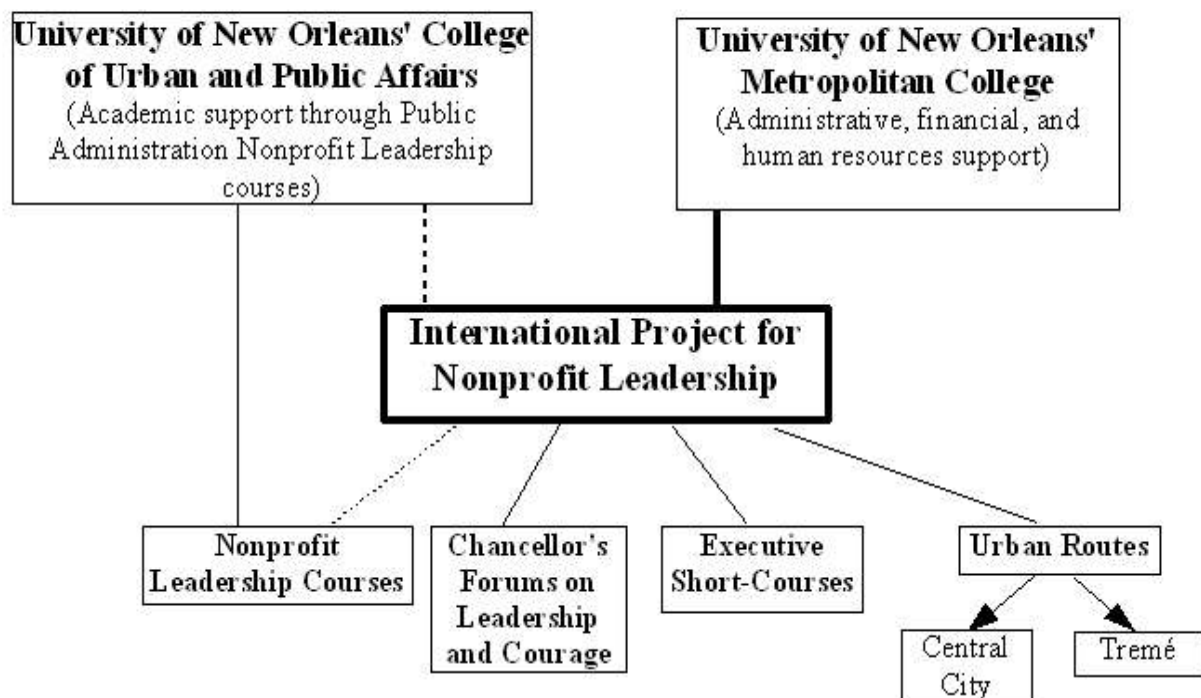 University of New Orleans' College
of Urban and Public Affairs
(Academic support through Public
Administration Nonprofit Leadership
courses)
University of New Orleans'
Metropolitan College
(Administrative, financial, and
human resources support)
International Project for
Nonprofit Leadership
Nonprofit
Leadership Courses
Chancellor's
Forums on
Leadership
and Courage
Executive
Short-Courses
Urban Routes
Central
City
Tremé